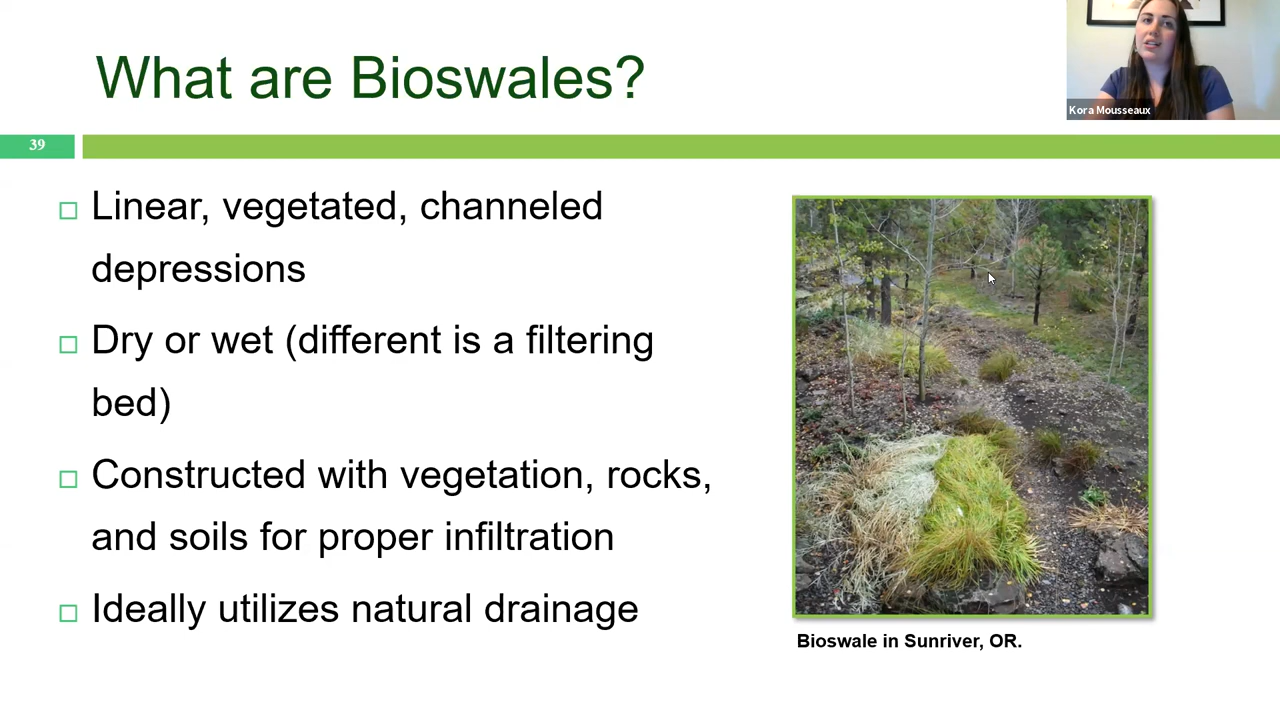 What are Bioswales?
Kora Mousseaux
39
Linear, vegetated, channeled
depressions
Dry or wet (different is a filtering
bed)
Constructed with vegetation, rocks,
and soils for proper infiltration
Ideally utilizes natural drainage
Bioswale in Sunriver, OR.